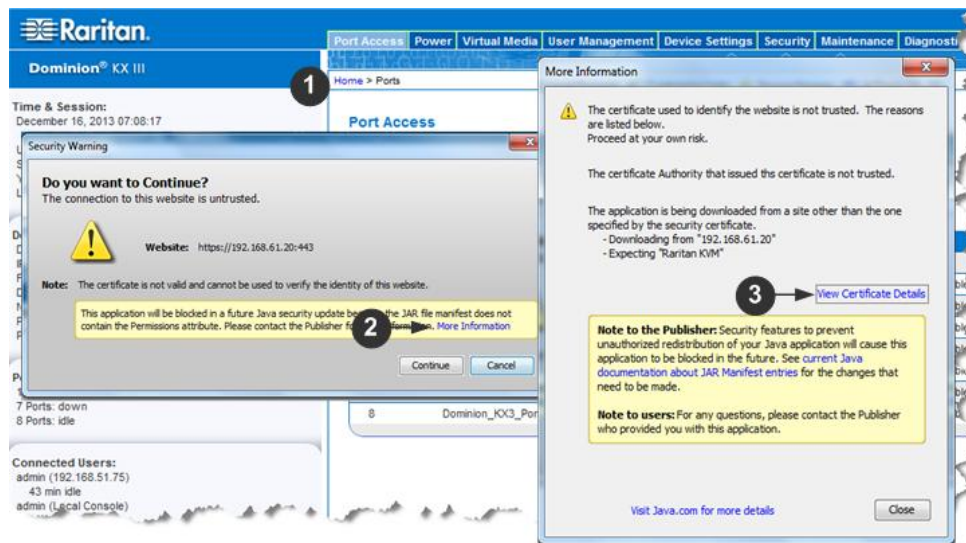 Raritan.
Dominion® KX III
Port Access Power Virtual Media User Management Device Settings Security Maintenance
Home > Ports
1
Time & Session:
December 16, 2013 07:08:17
Port Access
Security Warning
Do you want to Continue?
The connection to this website is untrusted.
Website: https://192.168.61.20:443
Note: The certificate is not valid and cannot be used to verify the identity of this website.
This application will be blocked in a future Java security update the JAR file manifest does not
contain the Permissions attribute. Please contact the Publisher More Information
2
Continue Cancel
7 Ports: down
8 Ports: idle
8
Connected Users:
admin (192.168.51.75)
43 min idle
admin (Local Console)
More Information
The certificate used to identify the website is not trusted. The reasons
are listed below.
Proceed at your own risk.
The certificate Authority that issued ths certificate is not trusted.
The application is being downloaded from a site other than the one
specified by the security certificate.
- Downloading from "192.168.61.20"
- Expecting "Raritan KVM"
3
View Certificate Details
Note to the Publisher: Security features to prevent
unauthorized redistribution of your Java application will cause this
application to be blocked in the future. See current Java
documentation about JAR Manifest entries for the changes that
need to be made.
Note to users: For any questions, please contact the Publisher
who provided you with this application.
Visit Java.com for more details
Close